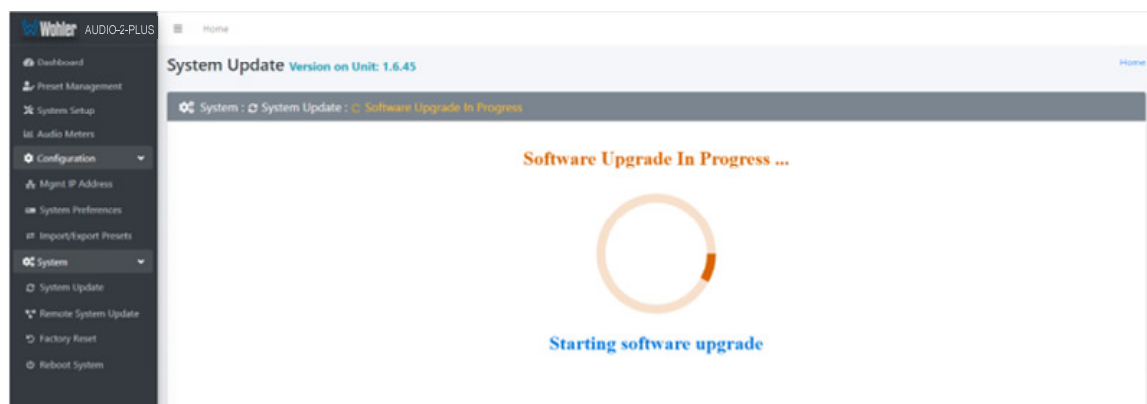 Wohler AUDIO-2-PLUS
Home
Dashboard
Preset Management
System Setup
Audio Meters
Configuration
Mgmt IP Address
System Preferences
Import/Export Presets
System
System Update
Remote System Update
Factory Reset
Reboot System
System Update Version on Unit: 1.6.45
Home
System : System Update : Software Upgrade In Progress
Software Upgrade In Progress ...
Starting software upgrade